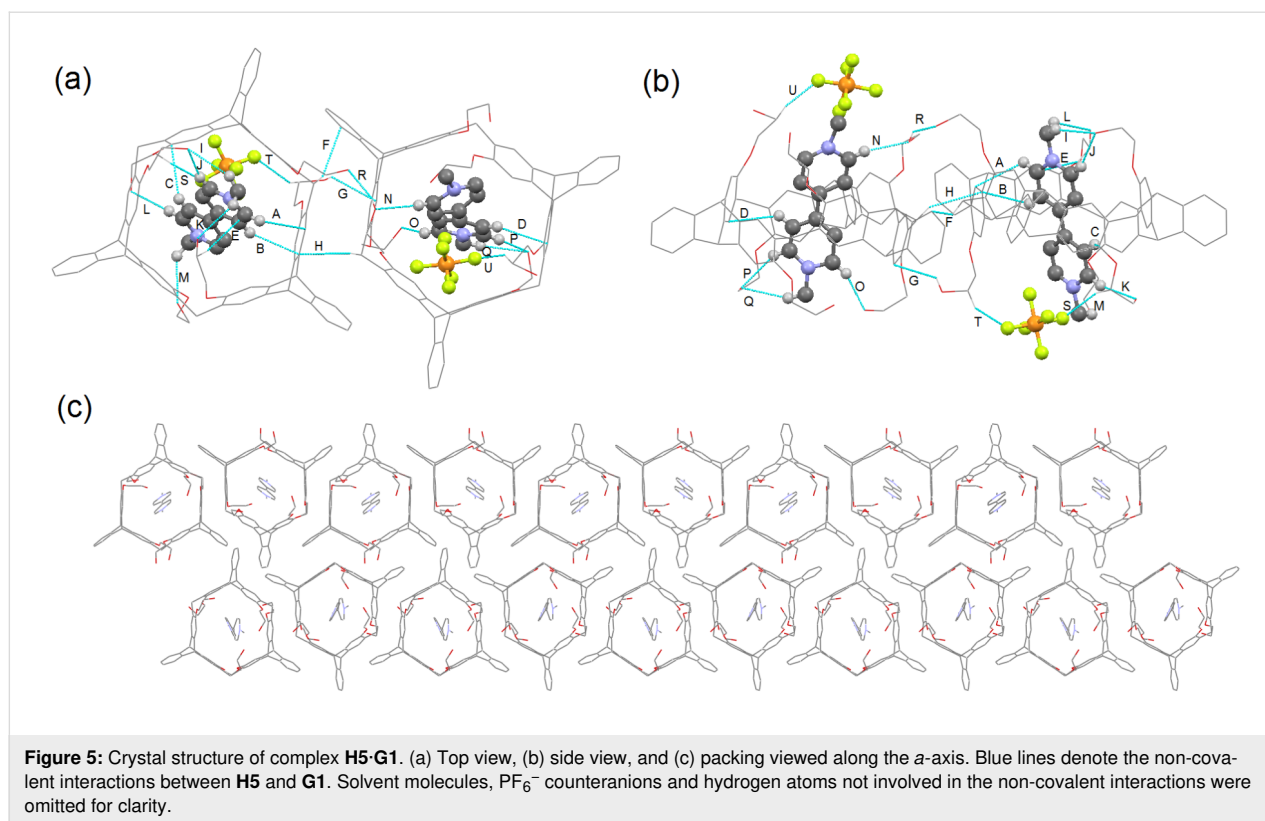 (a)
F
I
J
T
C
S
R
G
N
L
A
K
E
O
D
B
H
P
Q
U
M
(b)
U
L
R
I
N
J
A
E
H
B
D
F
C
P
G
O
K
Q
S
M
T
(c)
Figure 5: Crystal structure of complex H5·G1. (a) Top view, (b) side view, and (c) packing viewed along the a-axis. Blue lines denote the non-cova-
lent interactions between H5 and G1. Solvent molecules, PF6− counteranions and hydrogen atoms not involved in the non-covalent interactions were
omitted for clarity.